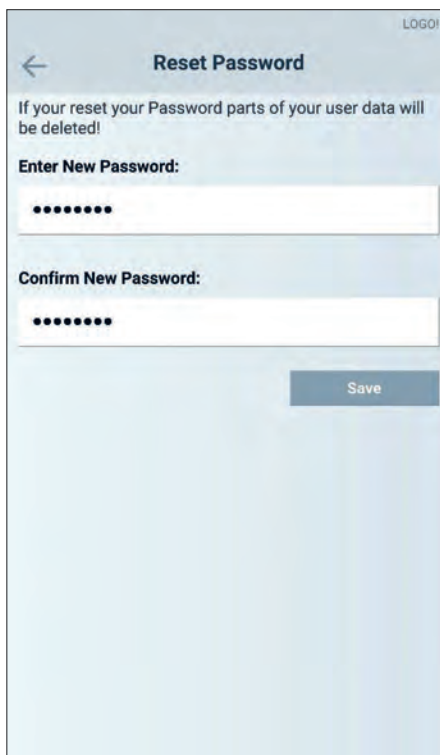 LOGO!
Reset Password
If your reset your Password parts of your user data will
be deleted!
Enter New Password:
••••••••
Confirm New Password:
••••••••
Save